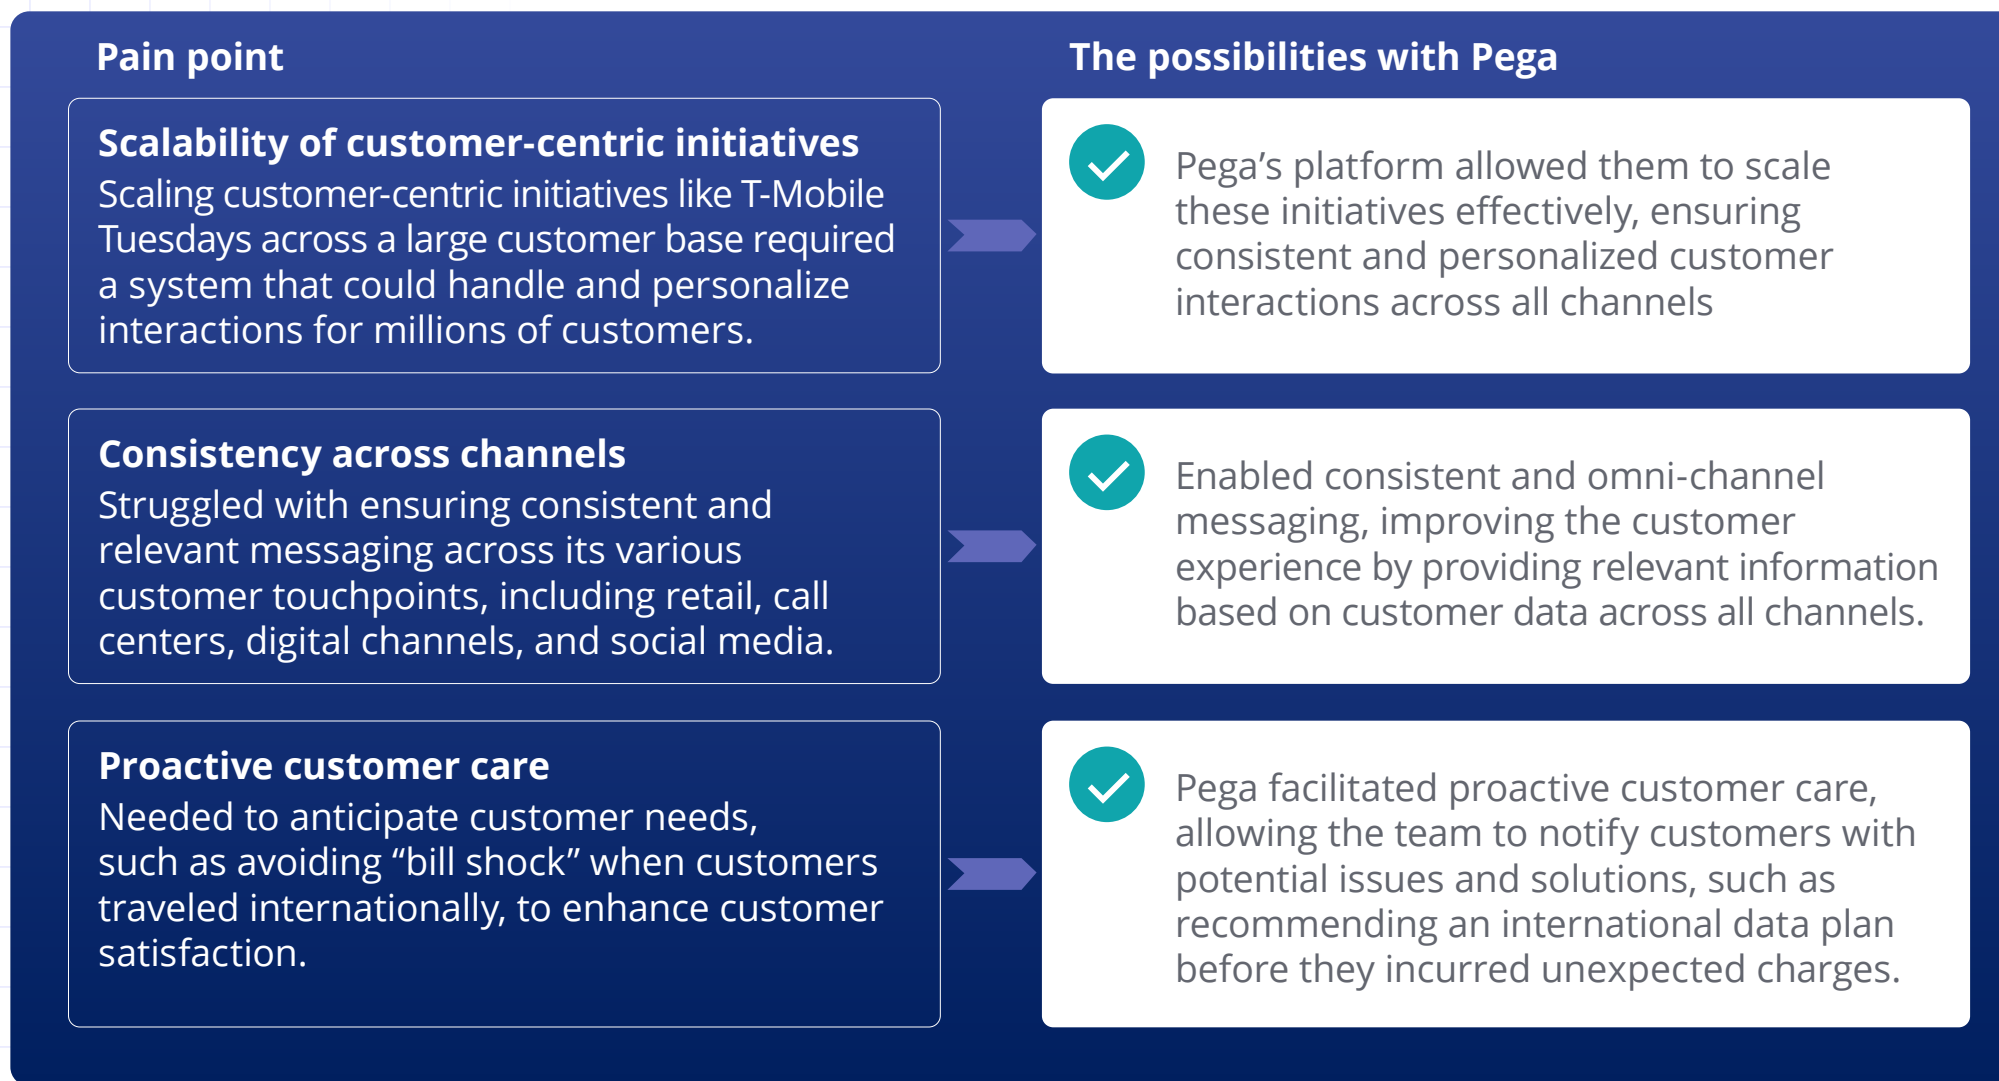 Pain point
The possibilities with Pega
Scalability of customer-centric initiatives
Scaling customer-centric initiatives like T-Mobile
Tuesdays across a large customer base required
a system that could handle and personalize
interactions for millions of customers.
Pega’s platform allowed them to scale
these initiatives effectively, ensuring
consistent and personalized customer
interactions across all channels
Consistency across channels
Struggled with ensuring consistent and
relevant messaging across its various
customer touchpoints, including retail, call
centers, digital channels, and social media.
Enabled consistent and omni-channel
messaging, improving the customer
experience by providing relevant information
based on customer data across all channels.
Proactive customer care
Needed to anticipate customer needs,
such as avoiding “bill shock” when customers
traveled internationally, to enhance customer
satisfaction.
Pega facilitated proactive customer care,
allowing the team to notify customers with
potential issues and solutions, such as
recommending an international data plan
before they incurred unexpected charges.